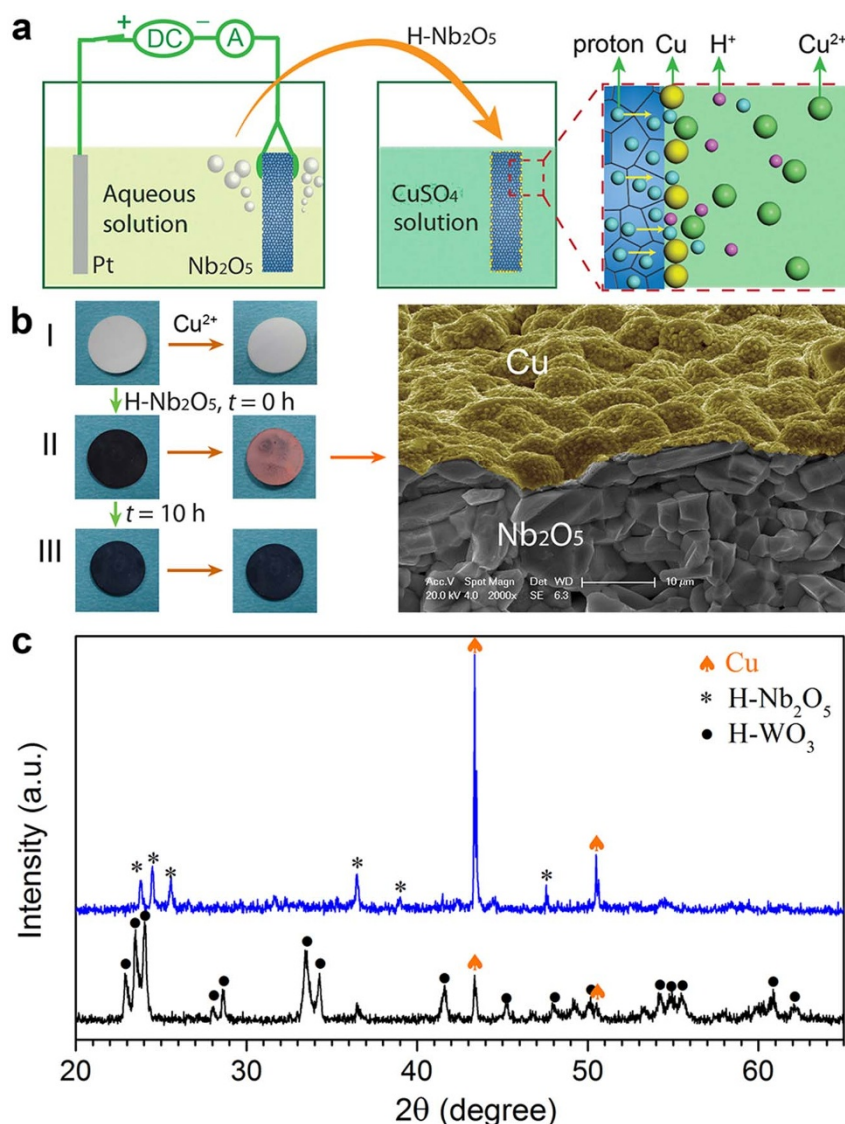 a
+ DC − A
H-Nb₂O₅
proton Cu H⁺ Cu²⁺
Aqueous
solution
Pt
Nb₂O₅
CuSO₄
solution
b
I
Cu²⁺
H-Nb₂O₅, t = 0 h
II
t = 10 h
III
Cu
Nb₂O₅
Acc.V Spot Magn Det WD
20.0 kV 4.0 2000x SE 6.3
10 µm
c
Intensity (a.u.)
Cu
* H-Nb₂O₅
● H-WO₃
20 30 40 50 60
2θ (degree)